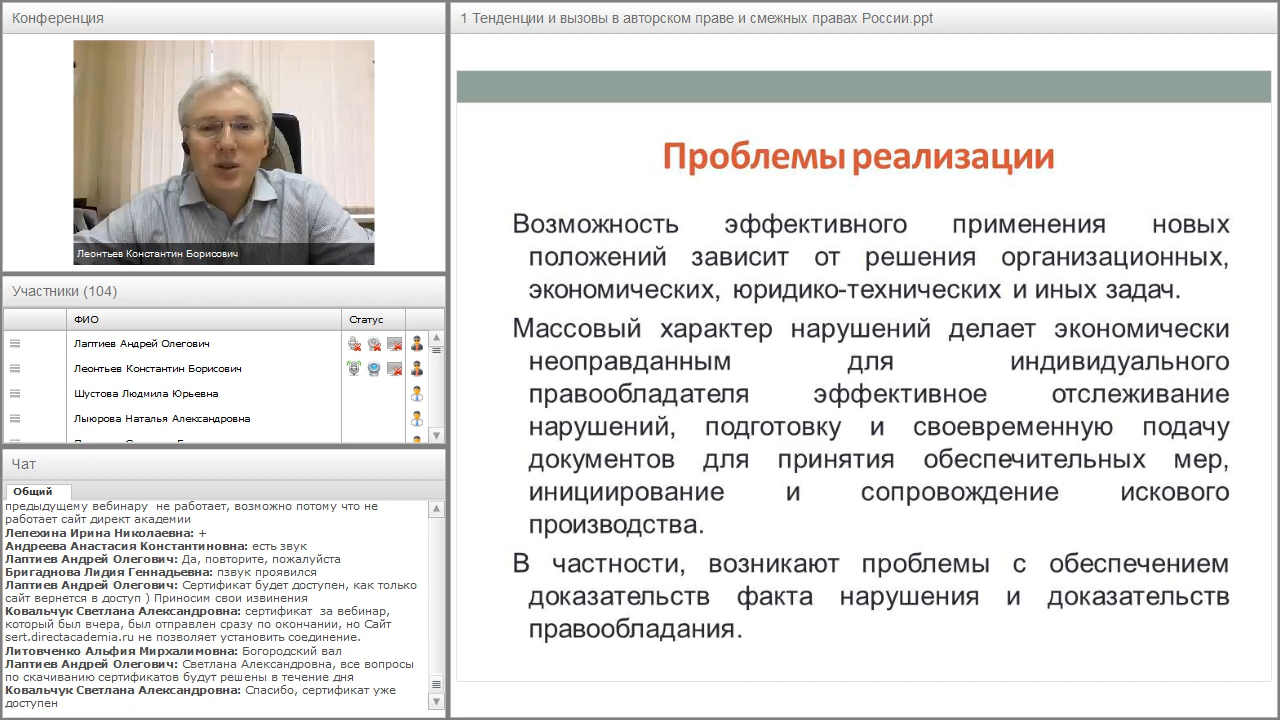 Конференция
Леонтьев Константин Борисович
Участники (104)
ФИО Статус
Лаптиев Андрей Олегович
Леонтьев Константин Борисович
Шустова Людмила Юрьевна
Лыюрова Наталья Александровна
Чат
Общий
предыдущему вебинару не работает, возможно потому что не
работает сайт директ академии
Лепехина Ирина Николаевна: +
Андреева Анастасия Константиновна: есть звук
Лаптиев Андрей Олегович: Да, повторите, пожалуйста
Бригаднова Лидия Геннадьевна: пзвук проявился
Лаптиев Андрей Олегович: Сертификат будет доступен, как только
сайт вернется в доступ ) Приносим свои извинения
Ковальчук Светлана Александровна: сертификат за вебинар,
который был вчера, был отправлен сразу по окончании, но Сайт
sert.directacademia.ru не позволяет установить соединение.
Литовченко Альфия Мирхалимовна: Богородский вал
Лаптиев Андрей Олегович: Светлана Александровна, все вопросы
по скачиванию сертификатов будут решены в течение дня
Ковальчук Светлана Александровна: Спасибо, сертификат уже
доступен
1 Тенденции и вызовы в авторском праве и смежных правах России.ppt
Проблемы реализации
Возможность эффективного применения новых
положений зависит от решения организационных,
экономических, юридико-технических и иных задач.
Массовый характер нарушений делает экономически
неоправданным для индивидуального
правообладателя эффективное отслеживание
нарушений, подготовку и своевременную подачу
документов для принятия обеспечительных мер,
инициирование и сопровождение искового
производства.
В частности, возникают проблемы с обеспечением
доказательств факта нарушения и доказательств
правообладания.